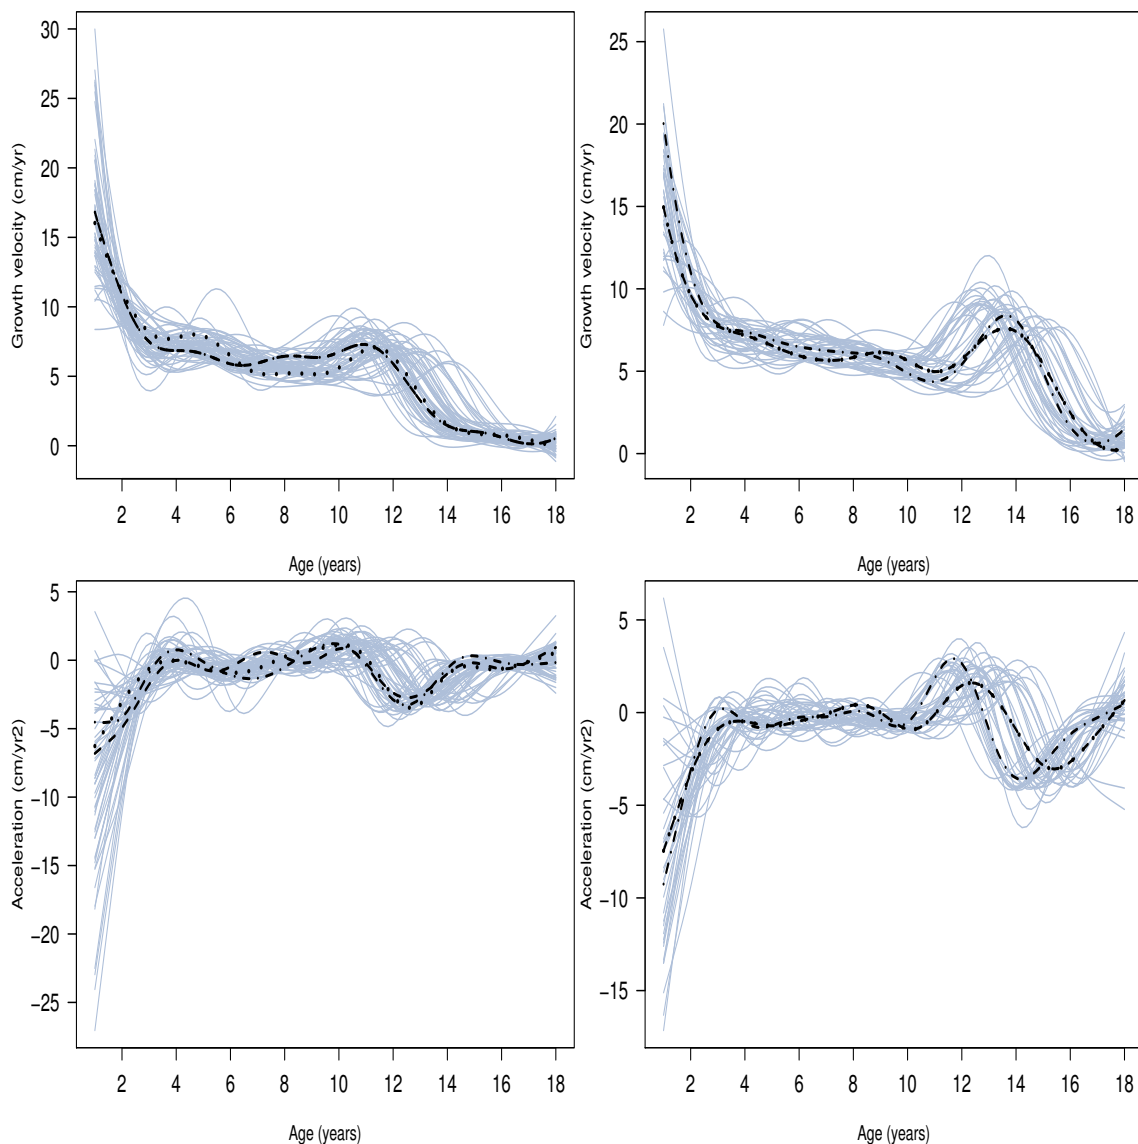 30
25
20
15
10
5
0
Growth velocity (cm/yr)
2 4 6 8 10 12 14 16 18
Age (years)
25
20
15
10
5
0
Growth velocity (cm/yr)
2 4 6 8 10 12 14 16 18
Age (years)
5
0
−5
−10
−15
−20
−25
Acceleration (cm/yr2)
2 4 6 8 10 12 14 16 18
Age (years)
5
0
−5
−10
−15
Acceleration (cm/yr2)
2 4 6 8 10 12 14 16 18
Age (years)